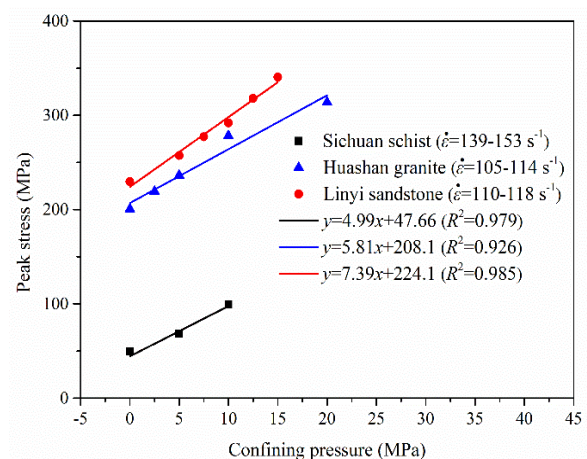 400
300
200
100
0
-5 0 5 10 15 20 25 30 35 40 45
Peak stress (MPa)
Confining pressure (MPa)
Sichuan schist (ε̇=139-153 s⁻¹)
Huashan granite (ε̇=105-114 s⁻¹)
Linyi sandstone (ε̇=110-118 s⁻¹)
y=4.99x+47.66 (R²=0.979)
y=5.81x+208.1 (R²=0.926)
y=7.39x+224.1 (R²=0.985)